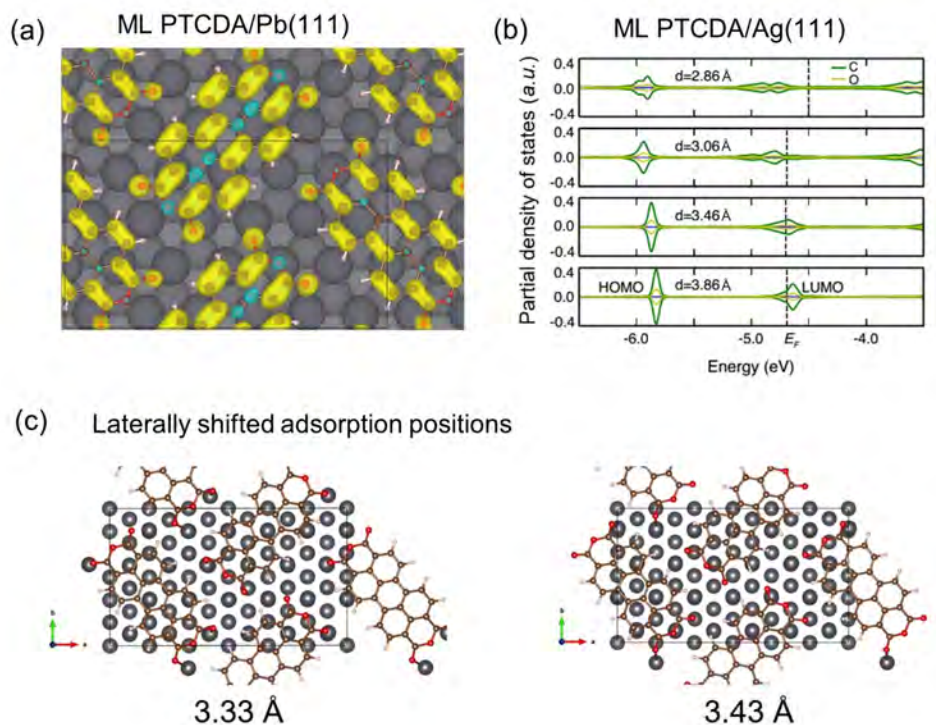 (a) ML PTCDA/Pb(111)
(b) ML PTCDA/Ag(111)
Partial density of states (a.u.)
0.4
0.0
-0.4
d=2.86 Å
C
O
0.4
0.0
-0.4
d=3.06 Å
0.4
0.0
-0.4
d=3.46 Å
0.4
0.0
-0.4
HOMO d=3.86 Å LUMO
-6.0 -5.0 E_F -4.0
Energy (eV)
(c) Laterally shifted adsorption positions
b
a
b
a
3.33 Å 3.43 Å